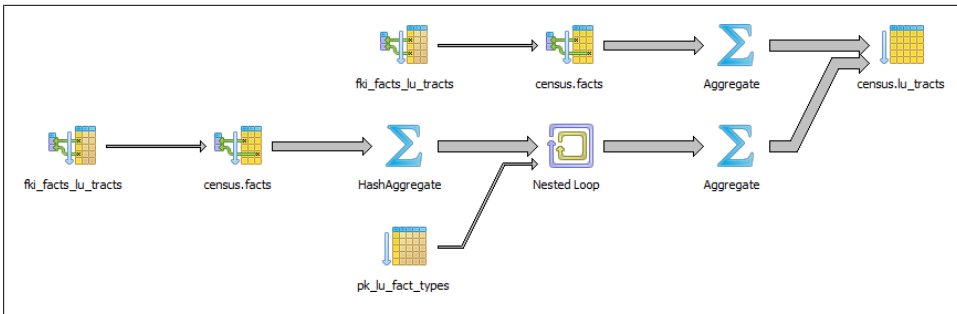 fki_facts_lu_tracts
census.facts
Aggregate
census.lu_tracts
fki_facts_lu_tracts
census.facts
HashAggregate
Nested Loop
Aggregate
pk_lu_fact_types